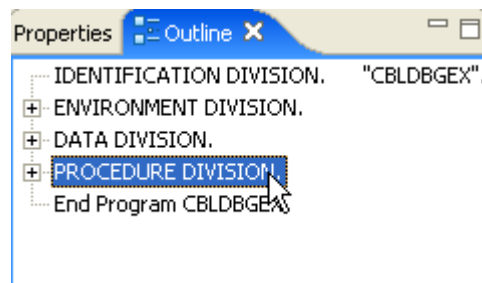 Properties Outline
IDENTIFICATION DIVISION. "CBLDBGEX".
ENVIRONMENT DIVISION.
DATA DIVISION.
PROCEDURE DIVISION.
End Program CBLDBGEX